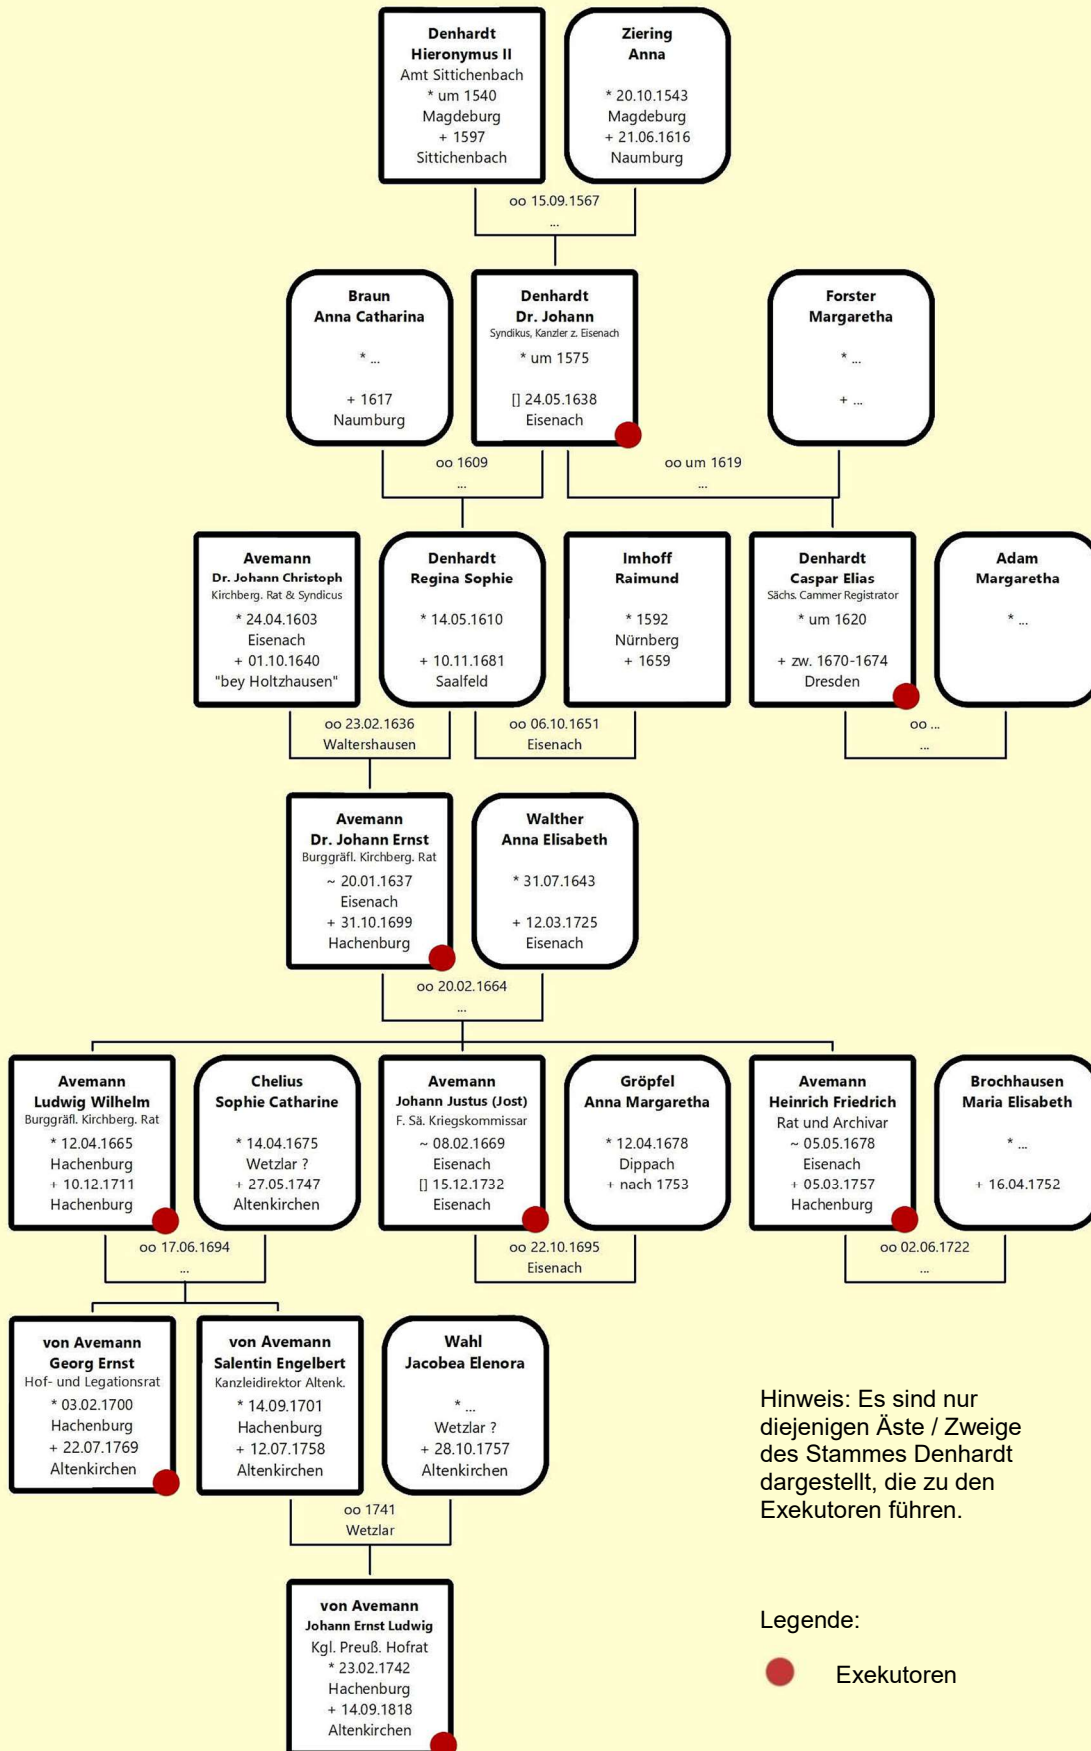 Denhardt
Hieronymus II
Amt Sittichenbach
* um 1540
Magdeburg
+ 1597
Sittichenbach
Ziering
Anna
* 20.10.1543
Magdeburg
+ 21.06.1616
Naumburg
oo 15.09.1567
...
Braun
Anna Catharina
* ...
+ 1617
Naumburg
Denhardt
Dr. Johann
Syndikus, Kanzler z. Eisenach
* um 1575
[] 24.05.1638
Eisenach
Forster
Margaretha
* ...
+ ...
oo 1609
...
oo um 1619
...
Avemann
Dr. Johann Christoph
Kirchberg. Rat & Syndicus
* 24.04.1603
Eisenach
+ 01.10.1640
"bey Holtzhausen"
Denhardt
Regina Sophie
* 14.05.1610
+ 10.11.1681
Saalfeld
Imhoff
Raimund
* 1592
Nürnberg
+ 1659
Denhardt
Caspar Elias
Sächs. Cammer Registrator
* um 1620
+ zw. 1670-1674
Dresden
Adam
Margaretha
* ...
oo 23.02.1636
Waltershausen
oo 06.10.1651
Eisenach
oo ...
...
Avemann
Dr. Johann Ernst
Burggräfl. Kirchberg. Rat
~ 20.01.1637
Eisenach
+ 31.10.1699
Hachenburg
Walther
Anna Elisabeth
* 31.07.1643
+ 12.03.1725
Eisenach
oo 20.02.1664
...
Avemann
Ludwig Wilhelm
Burggräfl. Kirchberg. Rat
* 12.04.1665
Hachenburg
+ 10.12.1711
Hachenburg
Chelius
Sophie Catharine
* 14.04.1675
Wetzlar ?
+ 27.05.1747
Altenkirchen
Avemann
Johann Justus (Jost)
F. Sä. Kriegskommissar
~ 08.02.1669
Eisenach
[] 15.12.1732
Eisenach
Gröpfel
Anna Margaretha
* 12.04.1678
Dippach
+ nach 1753
Avemann
Heinrich Friedrich
Rat und Archivar
~ 05.05.1678
Eisenach
+ 05.03.1757
Hachenburg
Brochhausen
Maria Elisabeth
* ...
+ 16.04.1752
oo 17.06.1694
...
oo 22.10.1695
Eisenach
oo 02.06.1722
...
von Avemann
Georg Ernst
Hof- und Legationsrat
* 03.02.1700
Hachenburg
+ 22.07.1769
Altenkirchen
von Avemann
Salentin Engelbert
Kanzleidirektor Altenk.
* 14.09.1701
Hachenburg
+ 12.07.1758
Altenkirchen
Wahl
Jacobea Elenora
* ...
Wetzlar ?
+ 28.10.1757
Altenkirchen
oo 1741
Wetzlar
von Avemann
Johann Ernst Ludwig
Kgl. Preuß. Hofrat
* 23.02.1742
Hachenburg
+ 14.09.1818
Altenkirchen
Hinweis: Es sind nur
diejenigen Äste / Zweige
des Stammes Denhardt
dargestellt, die zu den
Exekutoren führen.
Legende:
Exekutoren